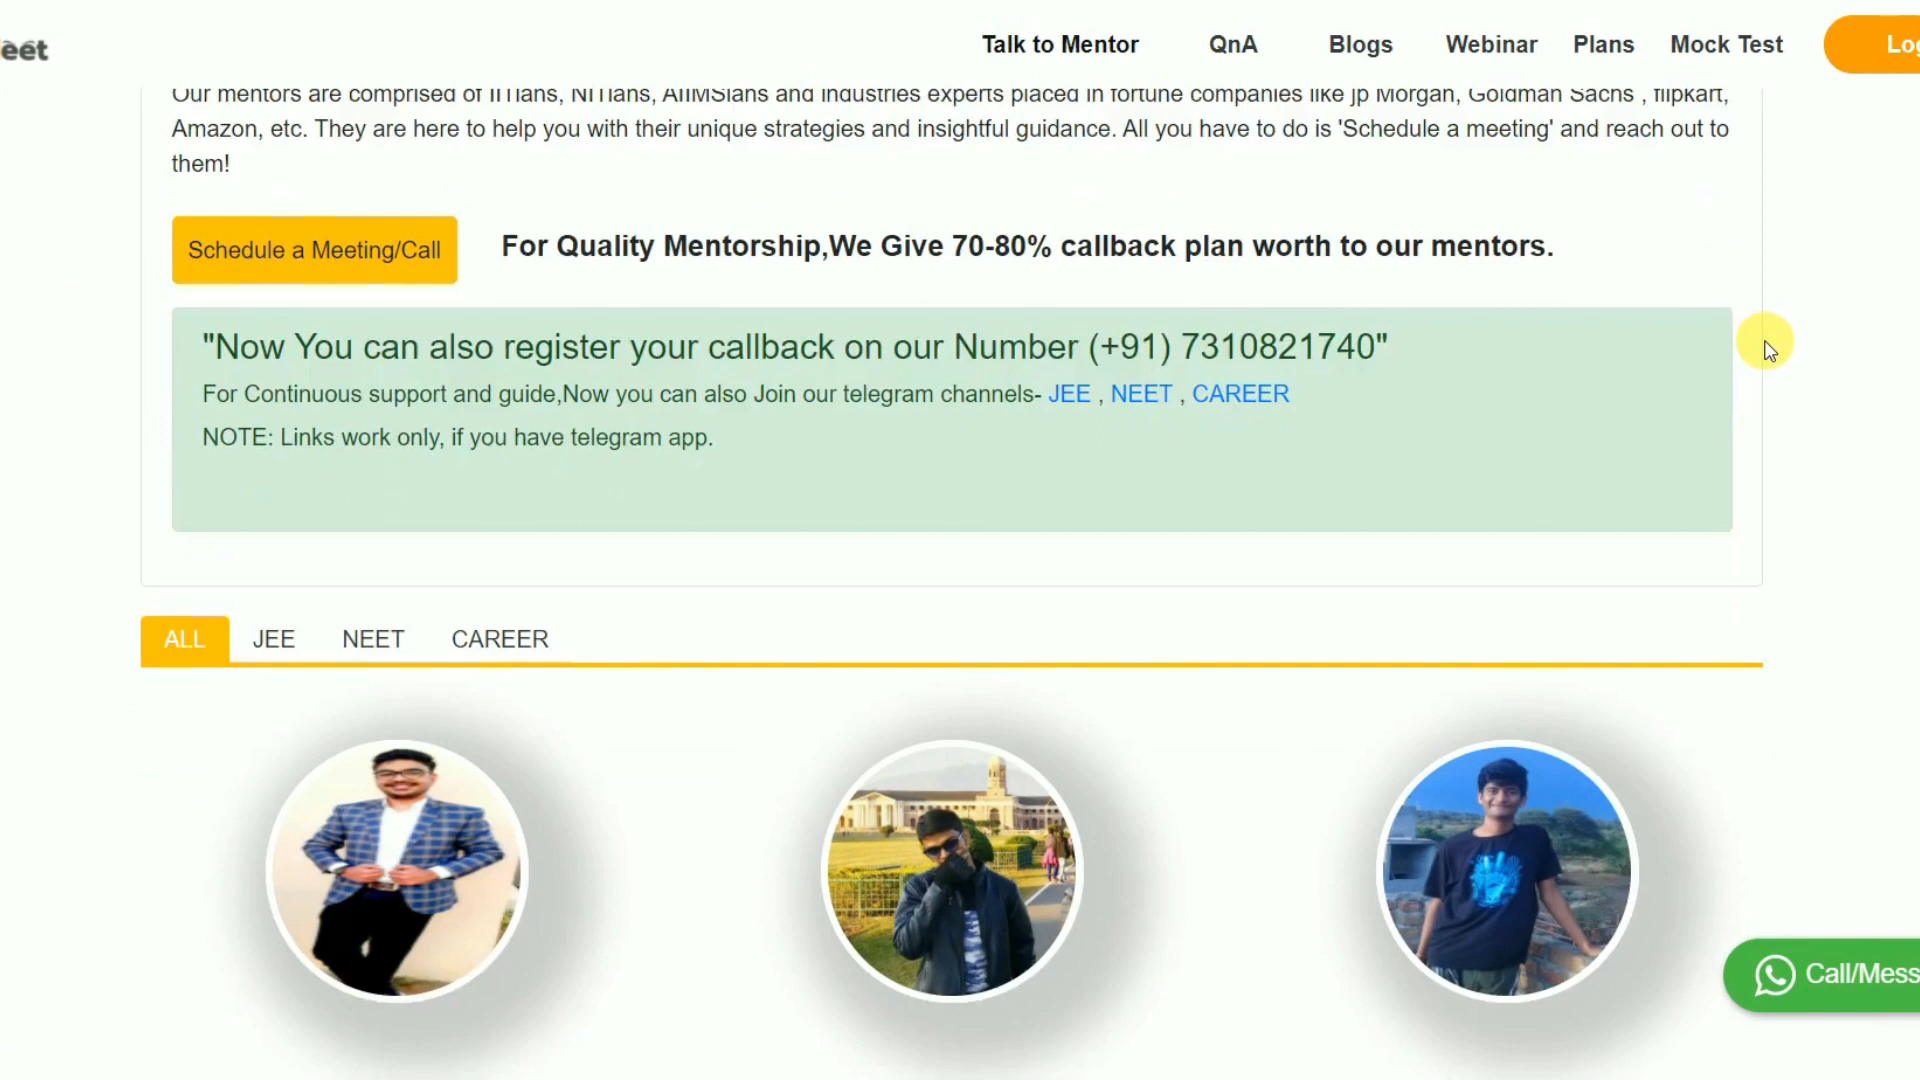 eet
Talk to Mentor QnA Blogs Webinar Plans Mock Test Log
Our mentors are comprised of IITians, NITians, AIIMSians and industries experts placed in fortune companies like jp Morgan, Goldman Sachs , flipkart,
Amazon, etc. They are here to help you with their unique strategies and insightful guidance. All you have to do is 'Schedule a meeting' and reach out to
them!
Schedule a Meeting/Call
For Quality Mentorship,We Give 70-80% callback plan worth to our mentors.
"Now You can also register your callback on our Number (+91) 7310821740"
For Continuous support and guide,Now you can also Join our telegram channels- JEE , NEET , CAREER
NOTE: Links work only, if you have telegram app.
ALL JEE NEET CAREER
Call/Mess